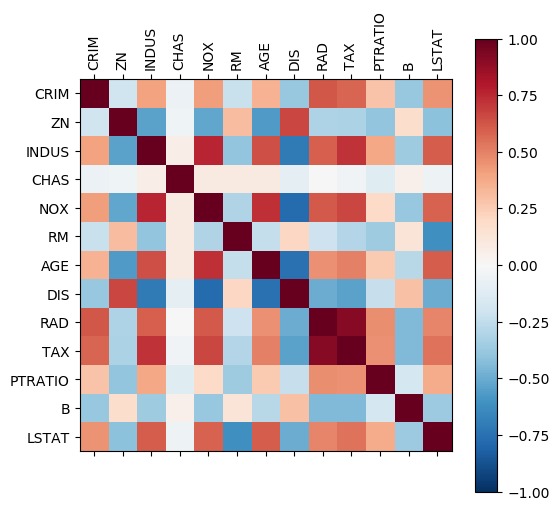 CRIM
ZN
INDUS
CHAS
NOX
RM
AGE
DIS
RAD
TAX
PTRATIO
B
LSTAT
CRIM
ZN
INDUS
CHAS
NOX
RM
AGE
DIS
RAD
TAX
PTRATIO
B
LSTAT
1.00
0.75
0.50
0.25
0.00
−0.25
−0.50
−0.75
−1.00